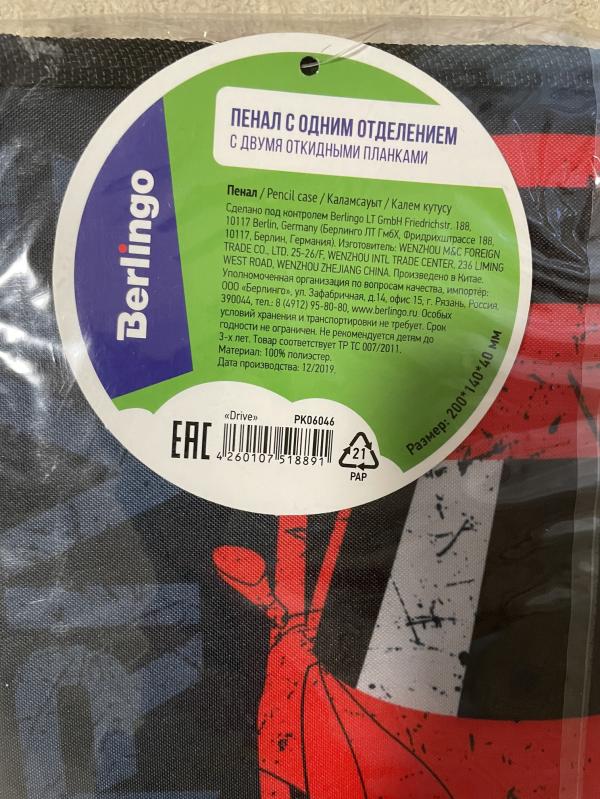 ПЕНАЛ С ОДНИМ ОТДЕЛЕНИЕМ
С ДВУМЯ ОТКИДНЫМИ ПЛАНКАМИ
Berlingo
Пенал / Pencil case / Каламсауыт / Калем кутусу
Сделано под контролем Berlingo LT GmbH Friedrichstr. 188,
10117 Berlin, Germany (Берлинго ЛТ ГмбХ, Фридрихштрассе 188,
10117, Берлин, Германия). Изготовитель: WENZHOU M&C FOREIGN
TRADE CO., LTD. 25-26/F, WENZHOU INTL TRADE CENTER, 236 LIMING
WEST ROAD, WENZHOU ZHEJIANG CHINA. Произведено в Китае.
Уполномоченная организация по вопросам качества, импортёр:
ООО «Берлинго», ул. Зафабричная, д.14, офис 15, г. Рязань, Россия,
390044, тел.: 8 (4912) 95-80-80, www.berlingo.ru. Особых
условий хранения и транспортировки не требует. Срок
годности не ограничен. Не рекомендуется детям до
3-х лет. Товар соответствует ТР ТС 007/2011.
Материал: 100% полиэстер.
Дата производства: 12/2019.
Размер: 200*140*40 мм
«Drive» PK06046
EAC
4 260107 518891
21
PAP